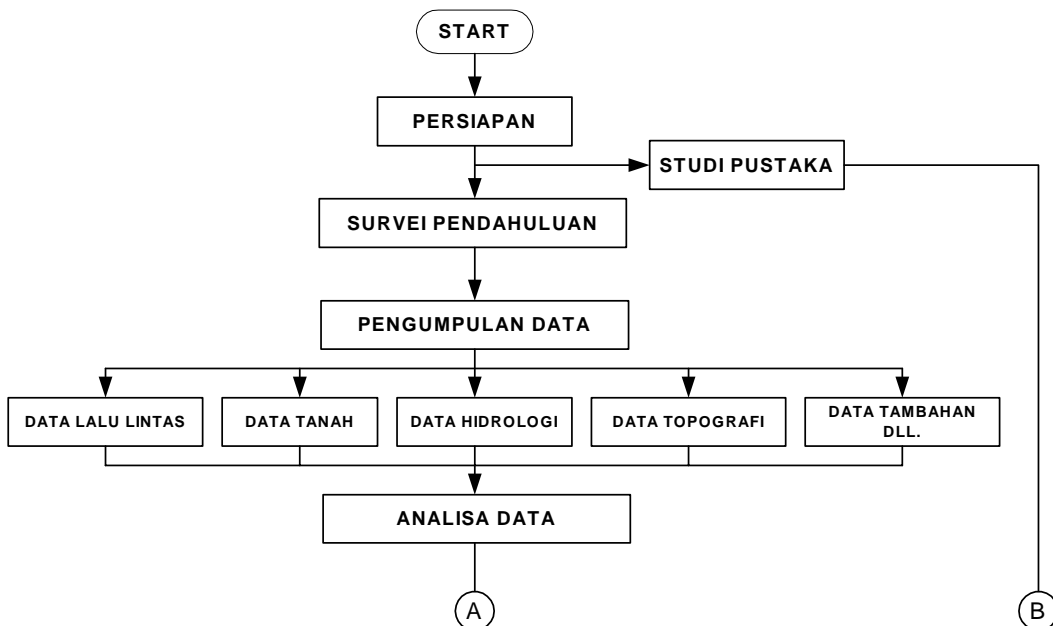 START
PERSIAPAN
STUDI PUSTAKA
SURVEI PENDAHULUAN
PENGUMPULAN DATA
DATA LALU LINTAS
DATA TANAH
DATA HIDROLOGI
DATA TOPOGRAFI
DATA TAMBAHAN
DLL.
ANALISA DATA
A
B